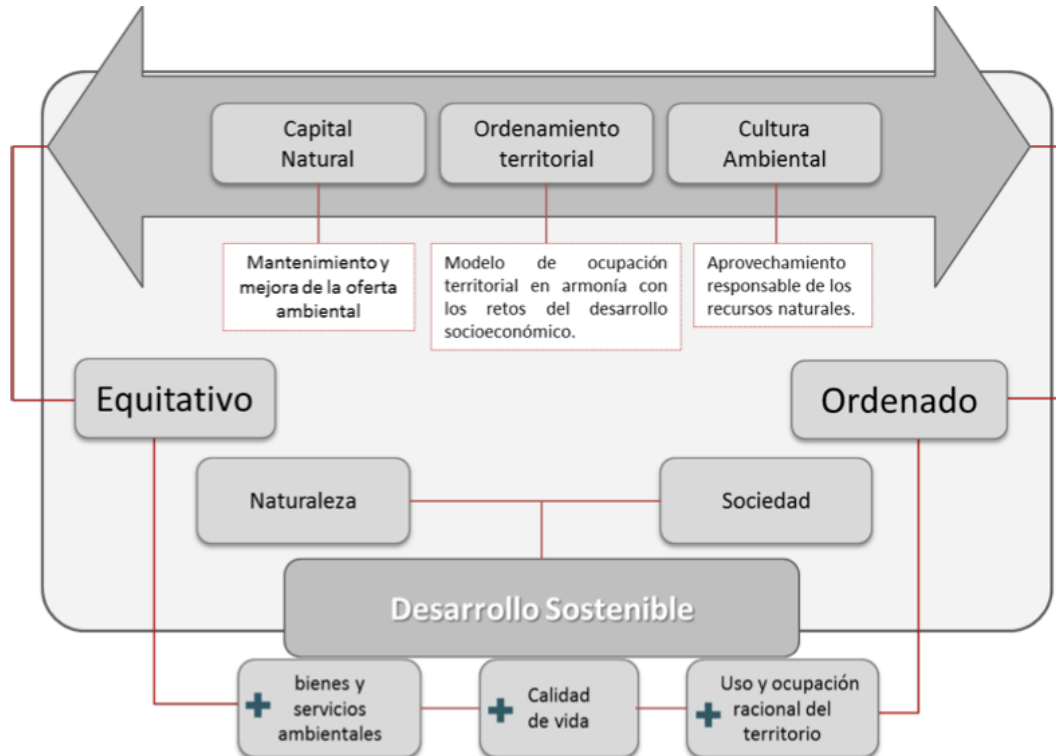 Capital
Natural
Ordenamiento
territorial
Cultura
Ambiental
Mantenimiento y
mejora de la oferta
ambiental
Modelo de ocupación
territorial en armonía con
los retos del desarrollo
socioeconómico.
Aprovechamiento
responsable de los
recursos naturales.
Equitativo
Ordenado
Naturaleza
Sociedad
Desarrollo Sostenible
bienes y
servicios
ambientales
Calidad
de vida
Uso y ocupación
racional del
territorio